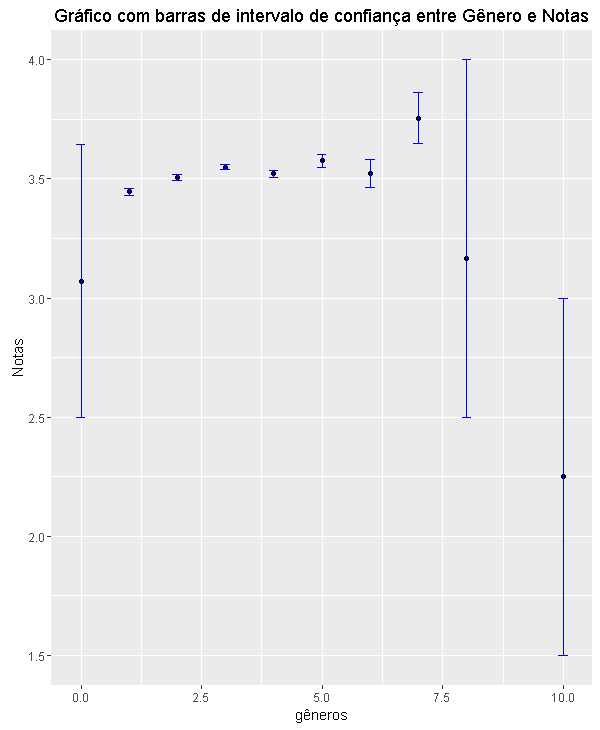 Gráfico com barras de intervalo de confiança entre Gênero e Notas
4.0
3.5
3.0
2.5
2.0
1.5
Notas
0.0 2.5 5.0 7.5 10.0
gêneros